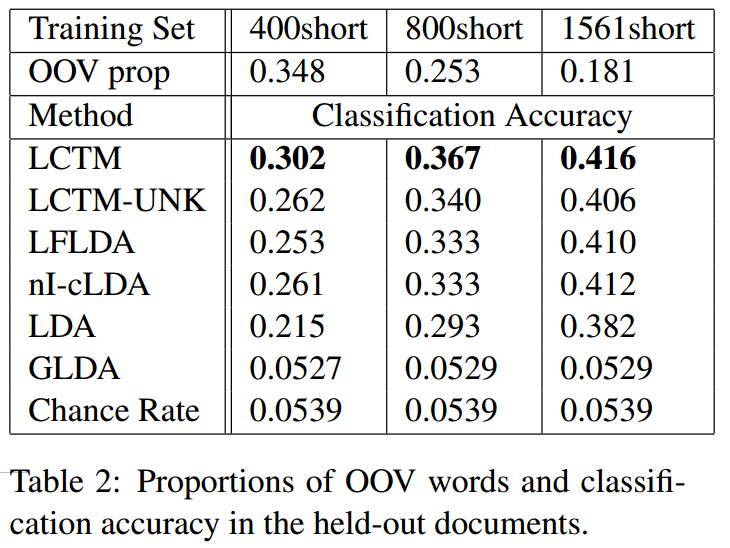 Training Set 400short 800short 1561short
OOV prop 0.348 0.253 0.181
Method Classification Accuracy
LCTM 0.302 0.367 0.416
LCTM-UNK 0.262 0.340 0.406
LFLDA 0.253 0.333 0.410
nI-cLDA 0.261 0.333 0.412
LDA 0.215 0.293 0.382
GLDA 0.0527 0.0529 0.0529
Chance Rate 0.0539 0.0539 0.0539
Table 2: Proportions of OOV words and classifi-
cation accuracy in the held-out documents.